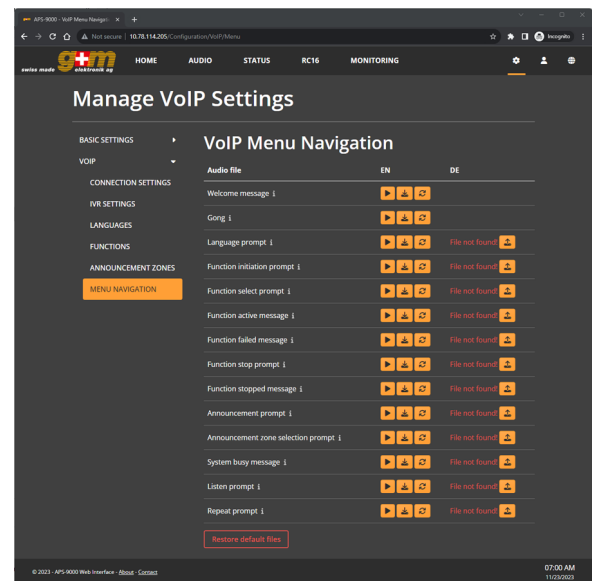 APS-9000 - VoIP Menu Navigati
Not secure | 10.78.114.205/Configuration/VoIP/Menu
Incognito
swiss made g+m elektronik ag
HOME AUDIO STATUS RC16 MONITORING
Manage VoIP Settings
BASIC SETTINGS
VOIP
CONNECTION SETTINGS
IVR SETTINGS
LANGUAGES
FUNCTIONS
ANNOUNCEMENT ZONES
MENU NAVIGATION
VoIP Menu Navigation
Audio file EN DE
Welcome message i
Gong i
Language prompt i File not found!
Function initiation prompt i File not found!
Function select prompt i File not found!
Function active message i File not found!
Function failed message i File not found!
Function stop prompt i File not found!
Function stopped message i File not found!
Announcement prompt i File not found!
Announcement zone selection prompt i File not found!
System busy message i File not found!
Listen prompt i File not found!
Repeat prompt i File not found!
Restore default files
© 2023 - APS-9000 Web Interface - About - Contact
07:00 AM
11/23/2023